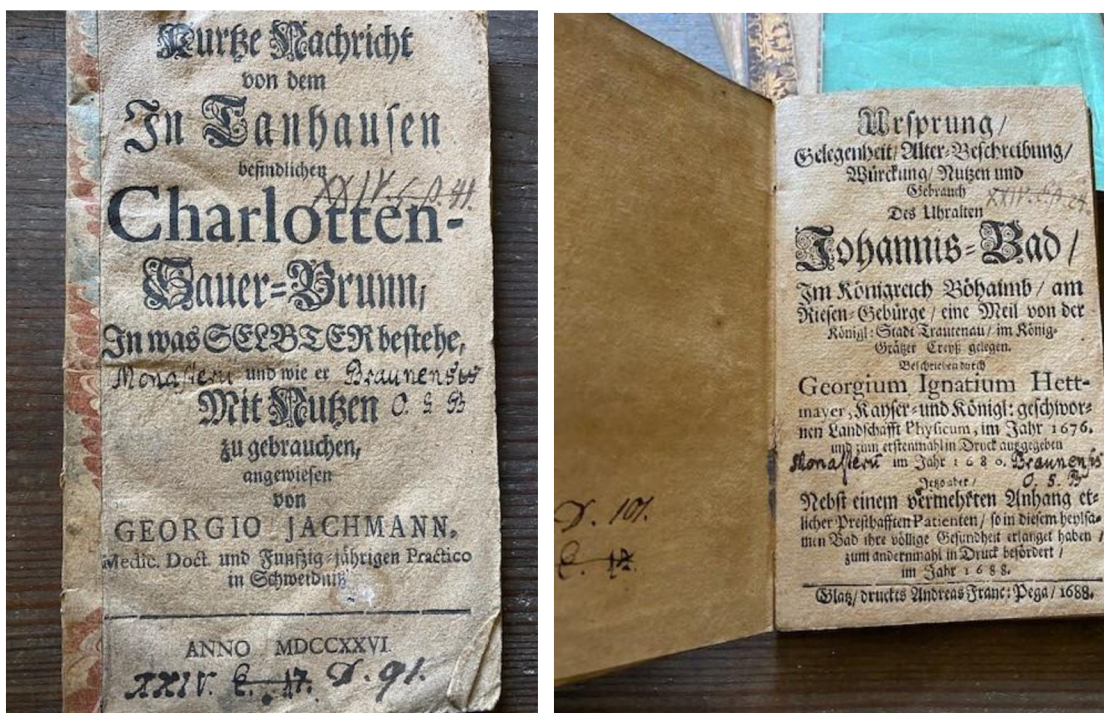 Kurtze Nachricht
von dem
In Tanhausen
befindlichen
XXIV.
Charlotten-
Sauer-Brunn,
In was SELBTER bestehe,
Monasterii und wie er Braunensis
Mit Nutzen O. S. B
zu gebrauchen,
angewiesen
von
GEORGIO JACHMANN,
Medic. Doct. und Funfzig-jährigen Practico
in Schweidnitz
ANNO MDCCXXVI.
XXIV. D. 91.
D. 101.
Ursprung/
Gelegenheit/ Alter-Beschreibung/
Würckung/ Nutzen und
Gebrauch
XXIV.
Des Uhralten
Johannis-Bad/
Im Königreich Böhaimb/ am
Riesen-Gebürge/ eine Meil von der
Königl: Stadt Trautenau/ im König-
Grätzer Creyß gelegen.
Beschrieben durch
Georgium Ignatium Hett-
mayer, Kayser- und Königl: geschwor-
nen Landschafft Physicum, im Jahr 1676.
und zum erstenmahl in Druck außgegeben
Monasterii im Jahr 1680. Braunensis
Jetzo aber/ O. S. B
Nebst einem vermehrten Anhang et-
licher Presthafften Patienten/ so in diesem heylsa-
men Bad ihre völlige Gesundheit erlanget haben/
zum andernmahl in Druck befördert/
im Jahr 1688.
Glatz/ druckts Andreas Franc: Pega/ 1688.